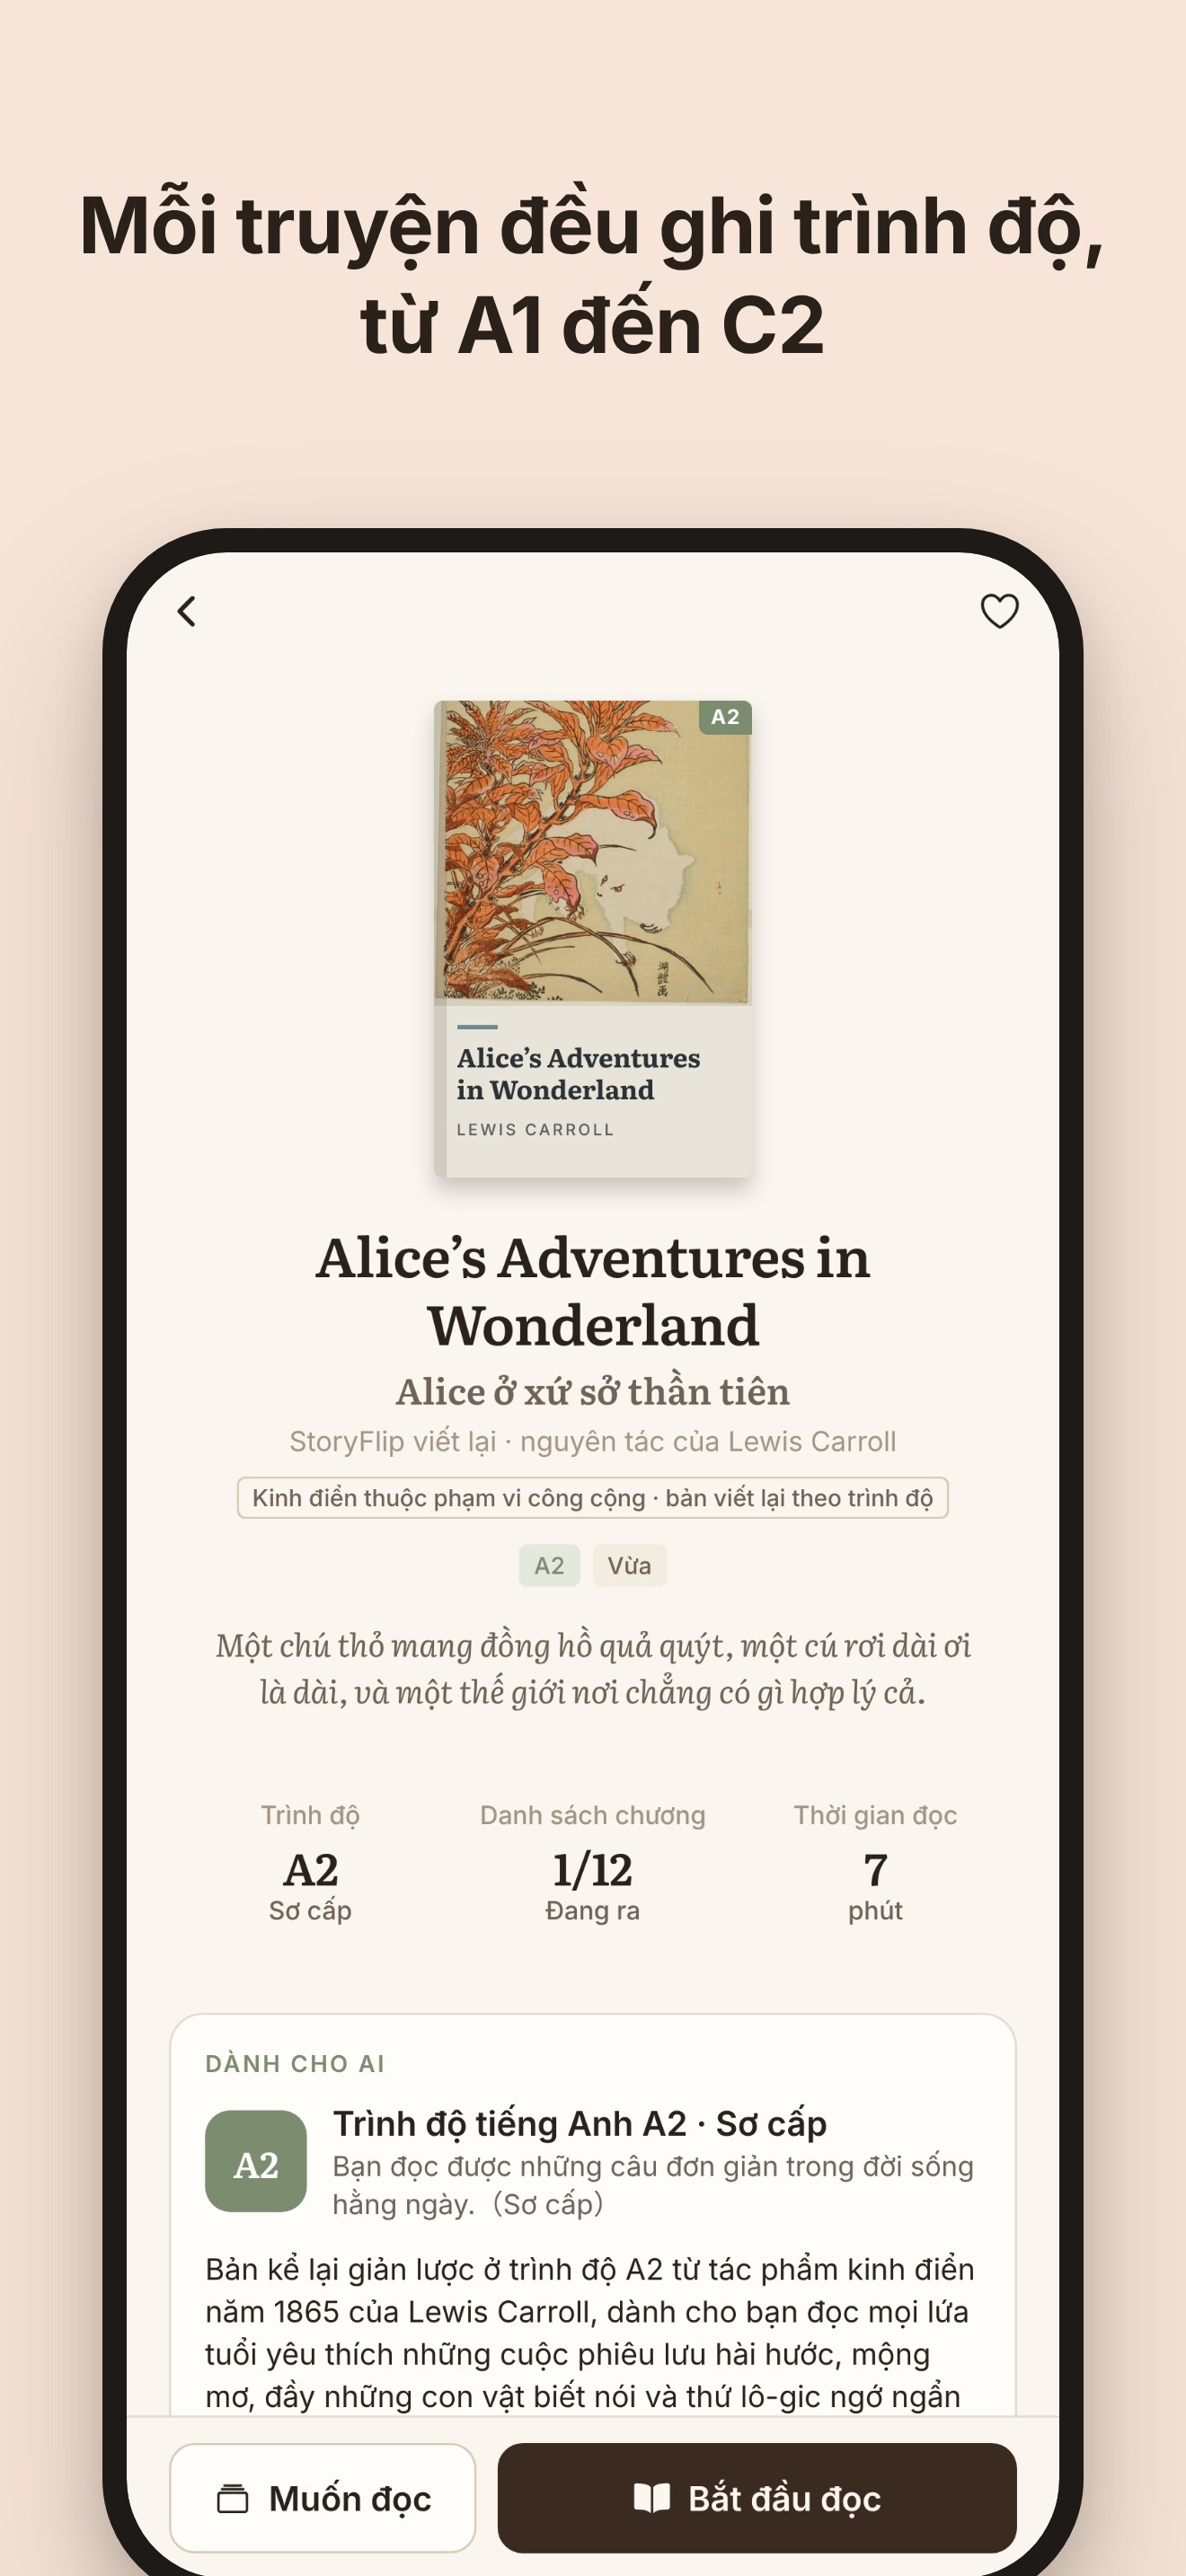 Mỗi truyện đều ghi trình độ,
từ A1 đến C2
A2
Alice’s Adventures
in Wonderland
LEWIS CARROLL
Alice’s Adventures in
Wonderland
Alice ở xứ sở thần tiên
StoryFlip viết lại · nguyên tác của Lewis Carroll
Kinh điển thuộc phạm vi công cộng · bản viết lại theo trình độ
A2 Vừa
Một chú thỏ mang đồng hồ quả quýt, một cú rơi dài ơi
là dài, và một thế giới nơi chẳng có gì hợp lý cả.
Trình độ Danh sách chương Thời gian đọc
A2 1/12 7
Sơ cấp Đang ra phút
DÀNH CHO AI
A2
Trình độ tiếng Anh A2 · Sơ cấp
Bạn đọc được những câu đơn giản trong đời sống
hằng ngày.（Sơ cấp）
Bản kể lại giản lược ở trình độ A2 từ tác phẩm kinh điển
năm 1865 của Lewis Carroll, dành cho bạn đọc mọi lứa
tuổi yêu thích những cuộc phiêu lưu hài hước, mộng
mơ, đầy những con vật biết nói và thứ lô-gic ngớ ngẩn
Muốn đọc Bắt đầu đọc